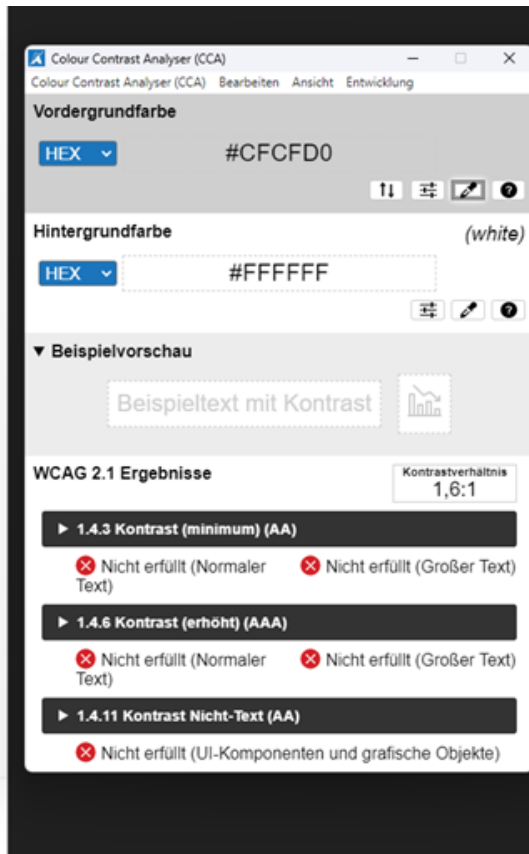 Colour Contrast Analyser (CCA)
Colour Contrast Analyser (CCA) Bearbeiten Ansicht Entwicklung
Vordergrundfarbe
HEX #CFCFD0
Hintergrundfarbe (white)
HEX #FFFFFF
▼ Beispielvorschau
Beispieltext mit Kontrast
WCAG 2.1 Ergebnisse
Kontrastverhältnis
1,6:1
▶ 1.4.3 Kontrast (minimum) (AA)
Nicht erfüllt (Normaler Nicht erfüllt (Großer Text)
Text)
▶ 1.4.6 Kontrast (erhöht) (AAA)
Nicht erfüllt (Normaler Nicht erfüllt (Großer Text)
Text)
▶ 1.4.11 Kontrast Nicht-Text (AA)
Nicht erfüllt (UI-Komponenten und grafische Objekte)